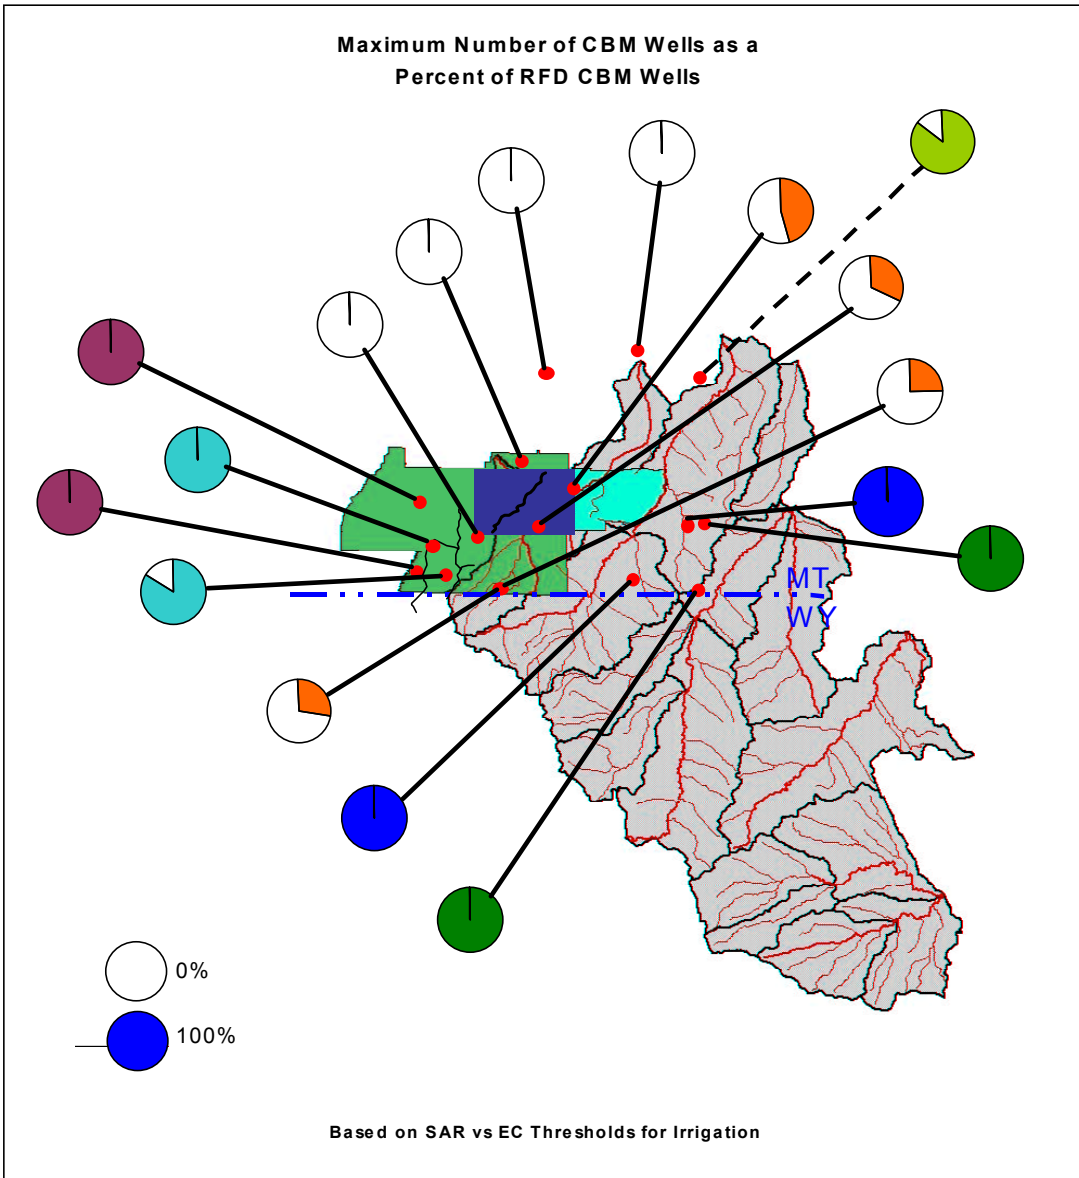 Maximum Number of CBM Wells as a
Percent of RFD CBM Wells
MT
WY
0%
100%
Based on SAR vs EC Thresholds for Irrigation